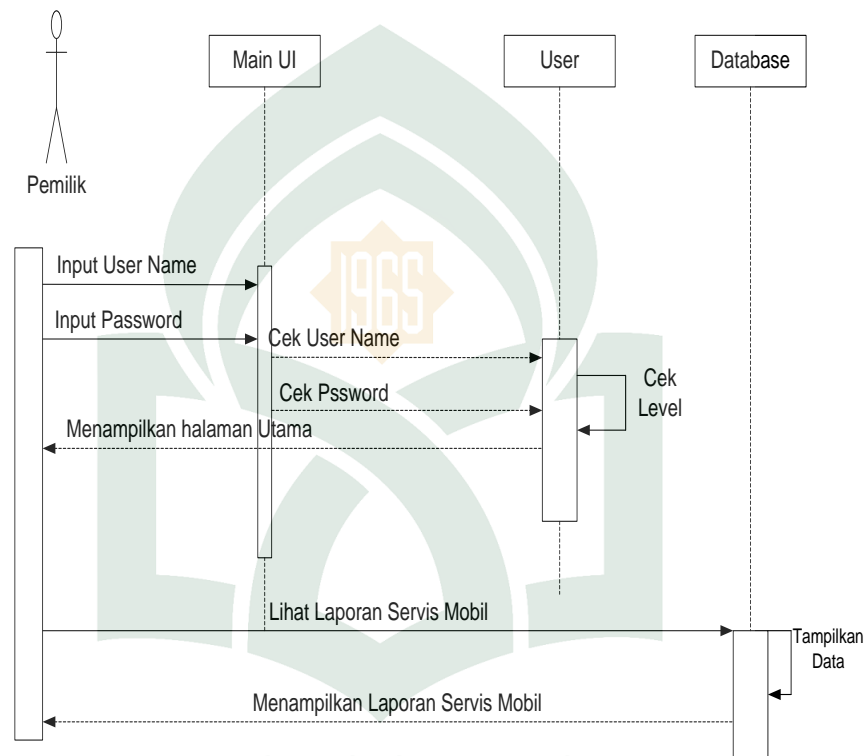 Main UI
User
Database
Pemilik
Input User Name
1965
Input Password
Cek User Name
Cek
Level
Cek Pssword
Menampilkan halaman Utama
Lihat Laporan Servis Mobil
Tampilkan
Data
Menampilkan Laporan Servis Mobil